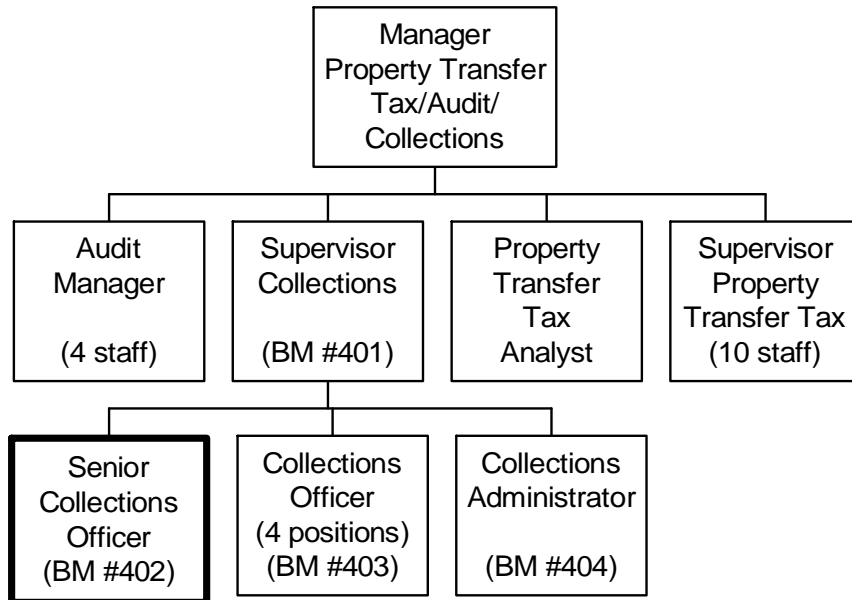 Manager
Property Transfer
Tax/Audit/
Collections
Audit
Manager
(4 staff)
Supervisor
Collections
(BM #401)
Property
Transfer
Tax
Analyst
Supervisor
Property
Transfer Tax
(10 staff)
Senior
Collections
Officer
(BM #402)
Collections
Officer
(4 positions)
(BM #403)
Collections
Administrator
(BM #404)